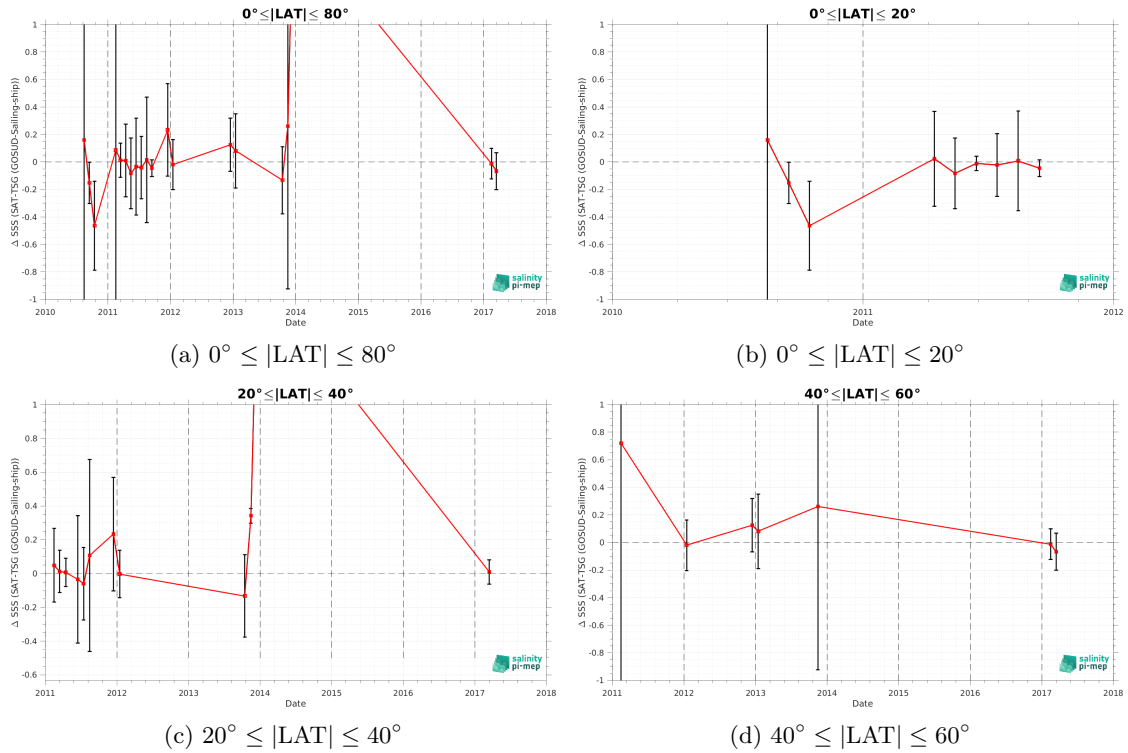 0°≤|LAT|≤ 80°
Δ SSS (SAT-TSG (GOSUD-Sailing-ship))
1
0.8
0.6
0.4
0.2
0
-0.2
-0.4
-0.6
-0.8
-1
2010 2011 2012 2013 2014 2015 2016 2017 2018
Date
salinity
pi-mep
(a) 0° ≤ |LAT| ≤ 80°
0°≤|LAT|≤ 20°
Δ SSS (SAT-TSG (GOSUD-Sailing-ship))
1
0.8
0.6
0.4
0.2
0
-0.2
-0.4
-0.6
-0.8
-1
2010 2011 2012
Date
salinity
pi-mep
(b) 0° ≤ |LAT| ≤ 20°
20°≤|LAT|≤ 40°
Δ SSS (SAT-TSG (GOSUD-Sailing-ship))
1
0.8
0.6
0.4
0.2
0
-0.2
-0.4
-0.6
2011 2012 2013 2014 2015 2016 2017 2018
Date
salinity
pi-mep
(c) 20° ≤ |LAT| ≤ 40°
40°≤|LAT|≤ 60°
Δ SSS (SAT-TSG (GOSUD-Sailing-ship))
1
0.8
0.6
0.4
0.2
0
-0.2
-0.4
-0.6
-0.8
-1
2011 2012 2013 2014 2015 2016 2017 2018
Date
salinity
pi-mep
(d) 40° ≤ |LAT| ≤ 60°